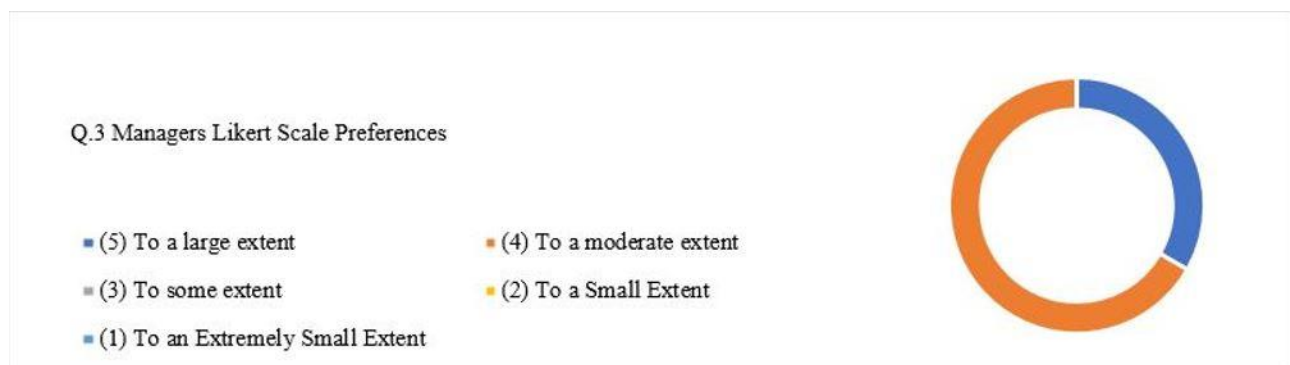 Q.3 Managers Likert Scale Preferences
(5) To a large extent
(4) To a moderate extent
(3) To some extent
(2) To a Small Extent
(1) To an Extremely Small Extent